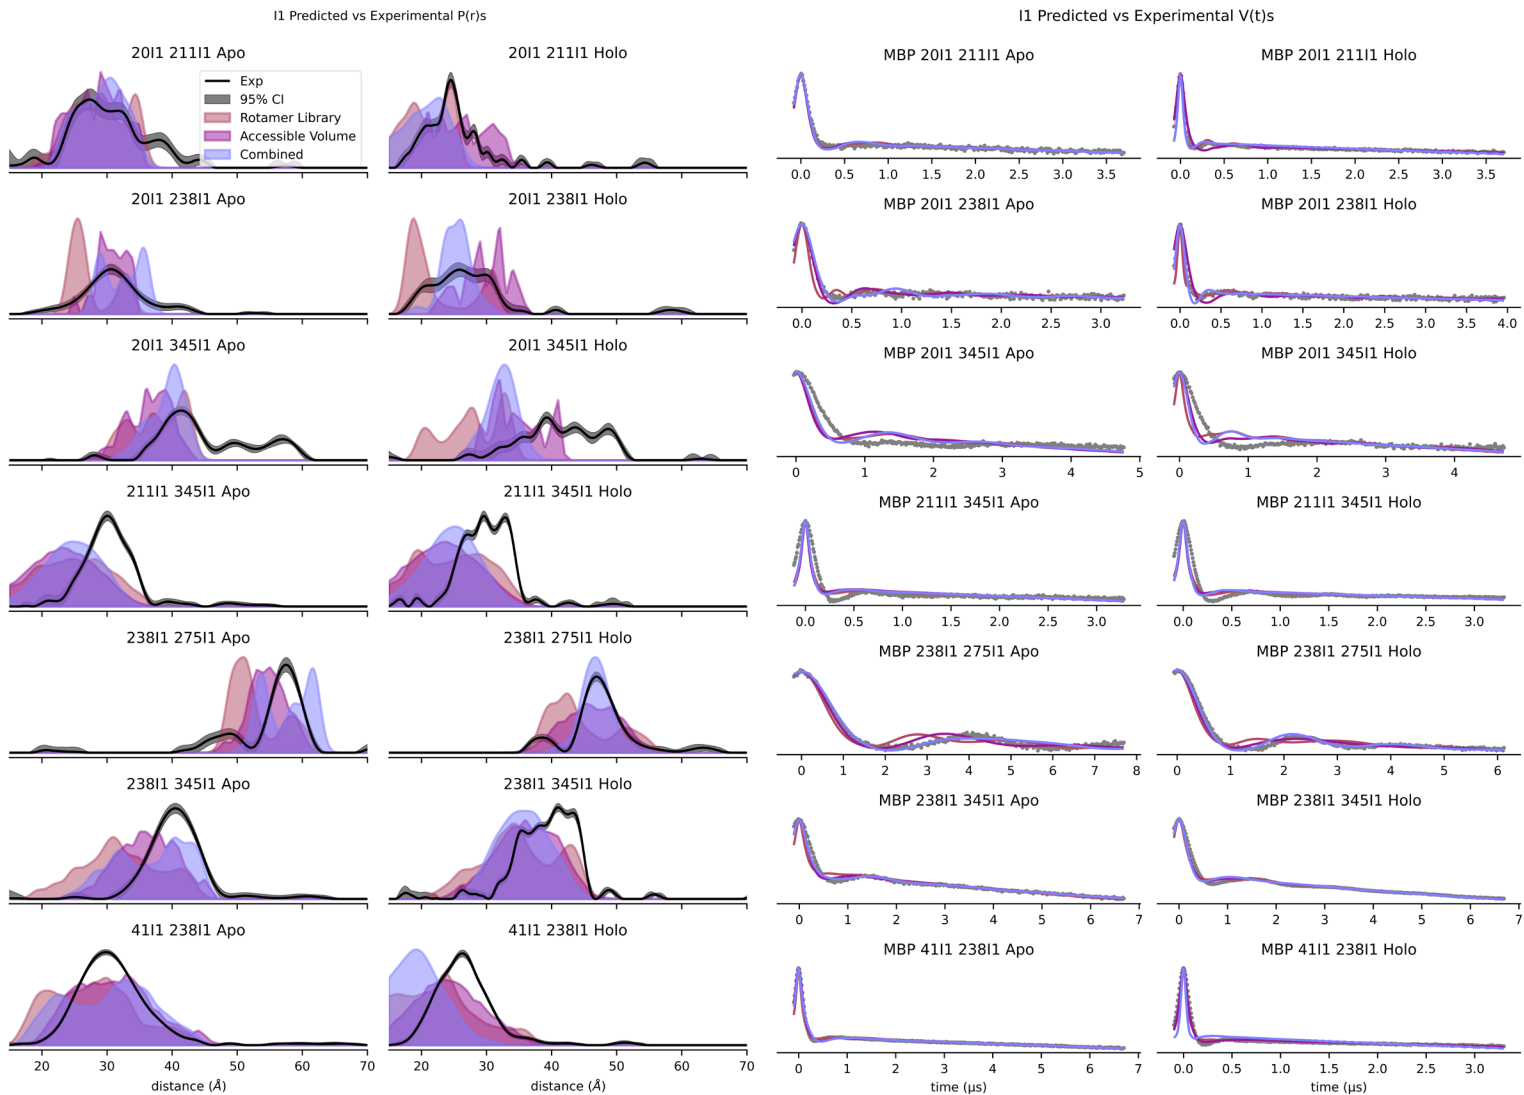 I1 Predicted vs Experimental P(r)s
I1 Predicted vs Experimental V(t)s
20I1 211I1 Apo
20I1 211I1 Holo
Exp
95% CI
Rotamer Library
Accessible Volume
Combined
20I1 238I1 Apo
20I1 238I1 Holo
20I1 345I1 Apo
20I1 345I1 Holo
211I1 345I1 Apo
211I1 345I1 Holo
238I1 275I1 Apo
238I1 275I1 Holo
238I1 345I1 Apo
238I1 345I1 Holo
41I1 238I1 Apo
41I1 238I1 Holo
20 30 40 50 60 70
20 30 40 50 60 70
distance (Å)
distance (Å)
MBP 20I1 211I1 Apo
MBP 20I1 211I1 Holo
0.0 0.5 1.0 1.5 2.0 2.5 3.0 3.5
0.0 0.5 1.0 1.5 2.0 2.5 3.0 3.5
MBP 20I1 238I1 Apo
MBP 20I1 238I1 Holo
0.0 0.5 1.0 1.5 2.0 2.5 3.0
0.0 0.5 1.0 1.5 2.0 2.5 3.0 3.5 4.0
MBP 20I1 345I1 Apo
MBP 20I1 345I1 Holo
0 1 2 3 4 5
0 1 2 3 4
MBP 211I1 345I1 Apo
MBP 211I1 345I1 Holo
0.0 0.5 1.0 1.5 2.0 2.5 3.0
0.0 0.5 1.0 1.5 2.0 2.5 3.0
MBP 238I1 275I1 Apo
MBP 238I1 275I1 Holo
0 1 2 3 4 5 6 7 8
0 1 2 3 4 5 6
MBP 238I1 345I1 Apo
MBP 238I1 345I1 Holo
0 1 2 3 4 5 6 7
0 1 2 3 4 5 6 7
MBP 41I1 238I1 Apo
MBP 41I1 238I1 Holo
0 1 2 3 4 5 6 7
0.0 0.5 1.0 1.5 2.0 2.5 3.0
time (μs)
time (μs)